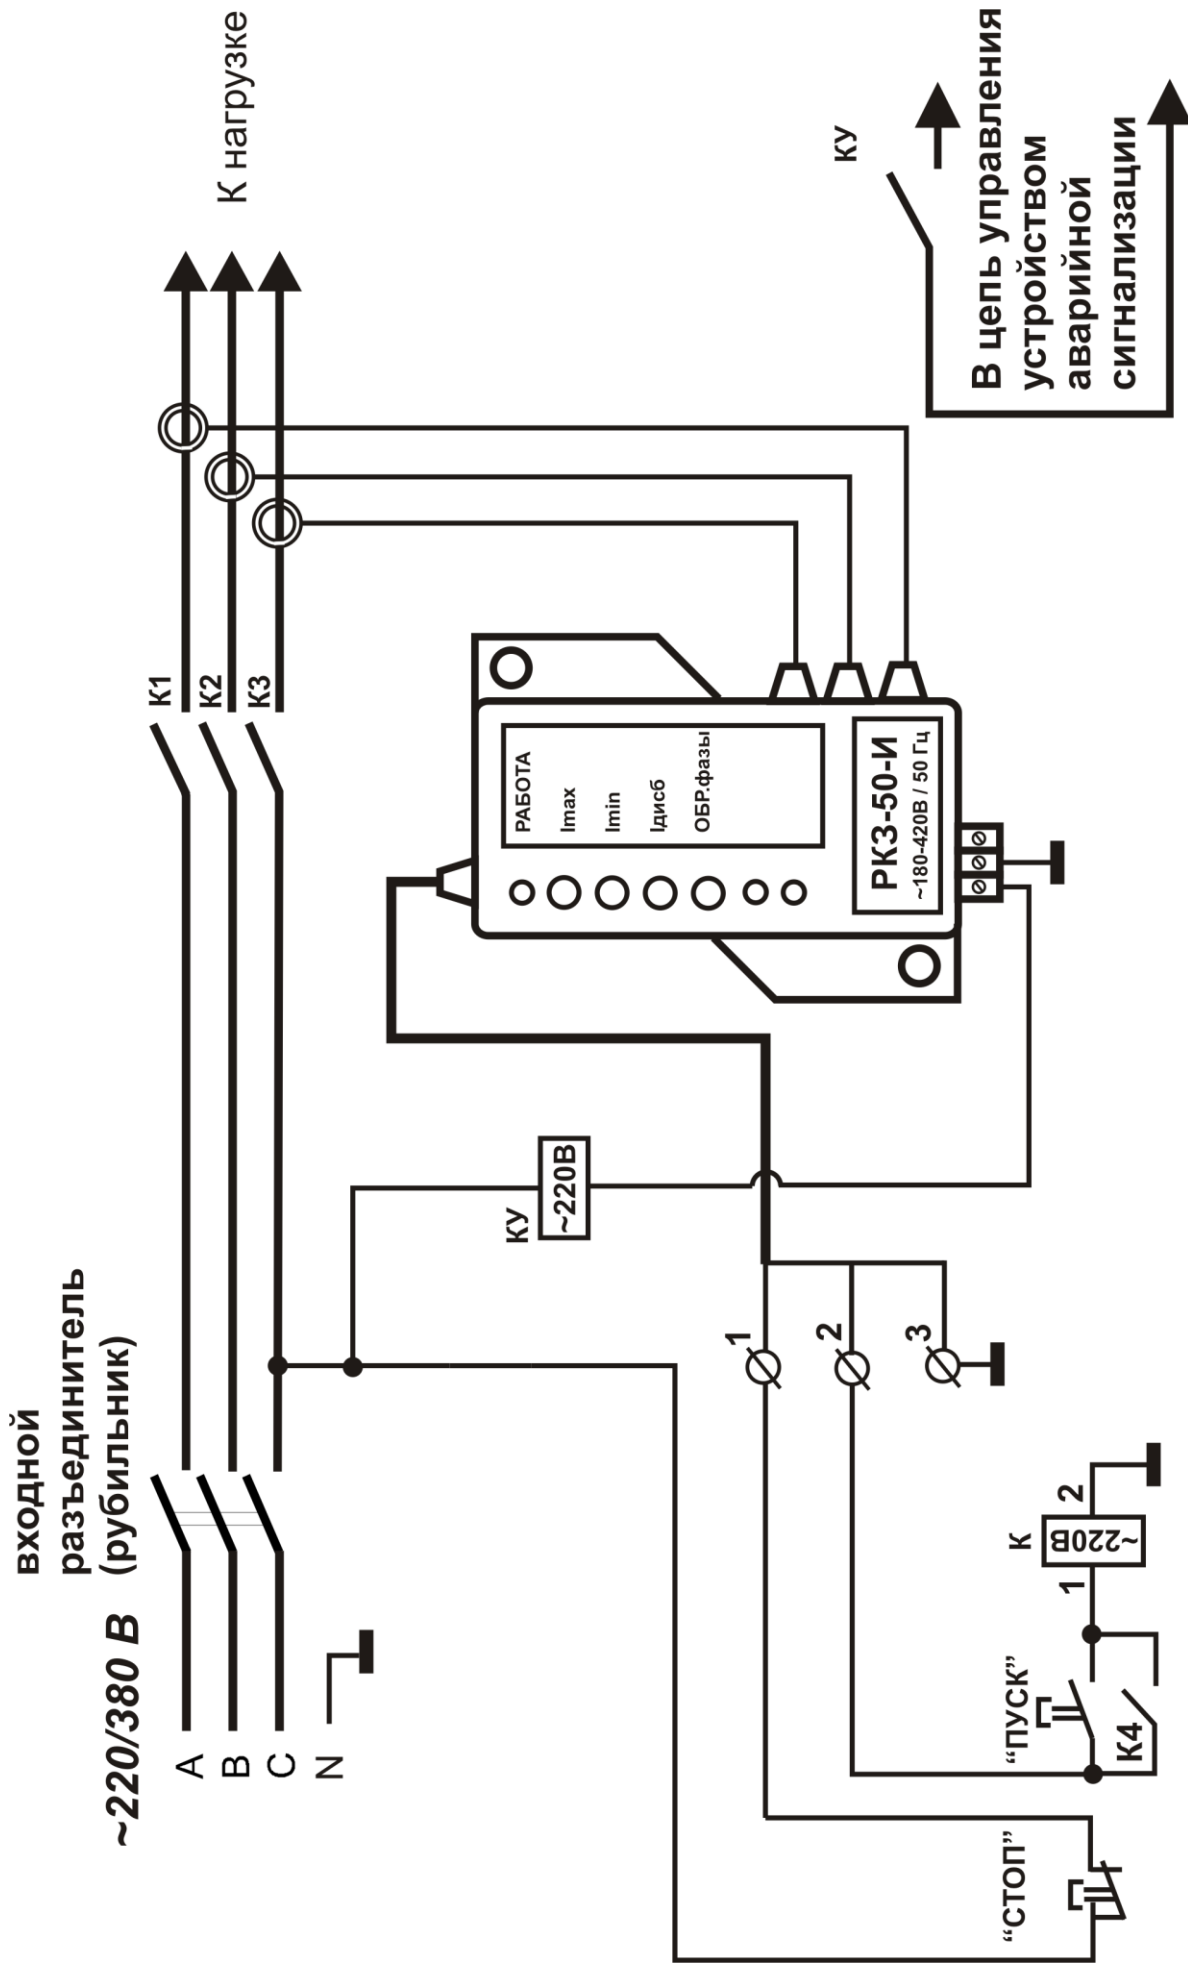 входной
разъединитель
(рубильник)
~220/380 В
A
B
C
N
К1
К2
К3
К нагрузке
КУ
~220В
РАБОТА
Imax
Imin
Iдисб
ОБР.фазы
РКЗ-50-И
~180-420В / 50 Гц
КУ
В цепь управления
устройством
аварийной
сигнализации
1
2
3
“СТОП”
“ПУСК”
К4
1
К
~220В
2